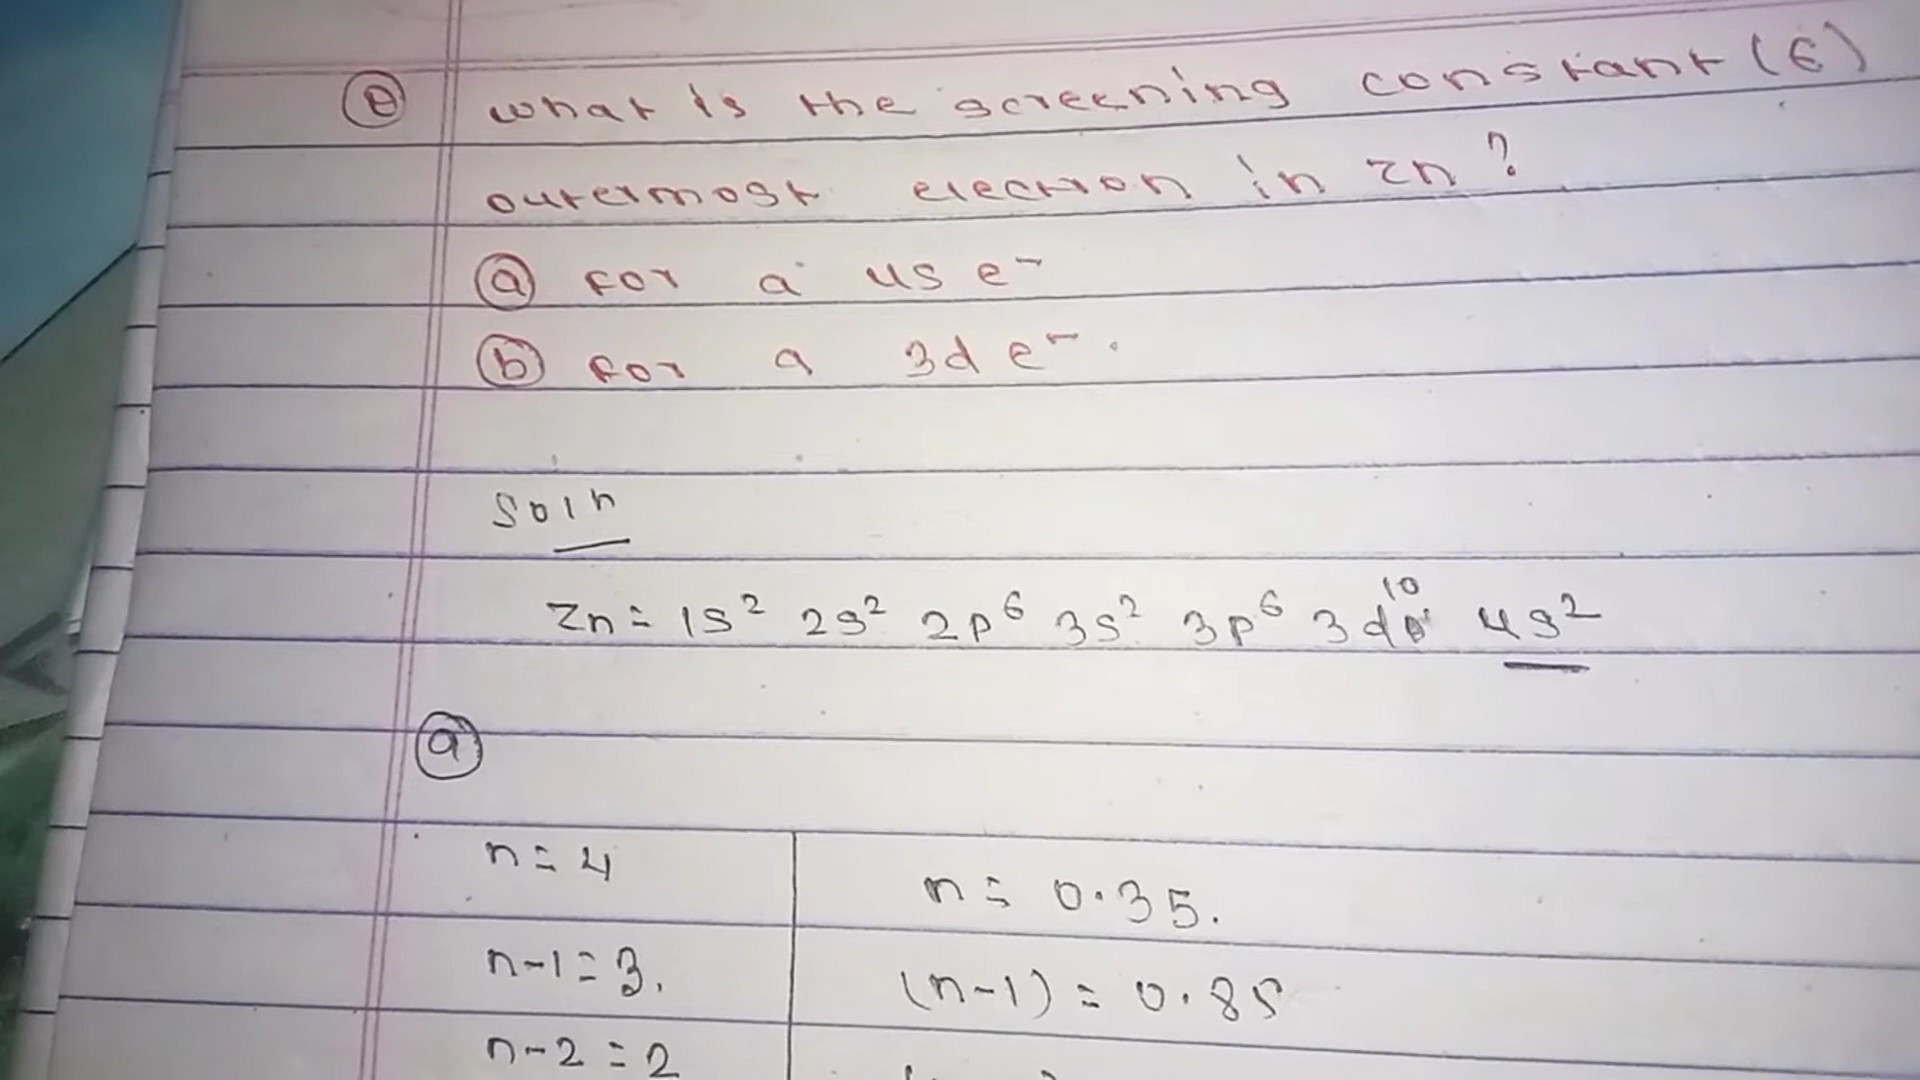 Q what is the screening constant (σ)
outermost electron in zn ?
a for a 4s e⁻
b for a 3d e⁻.
Soln
Zn = 1s² 2s² 2p⁶ 3s² 3p⁶ 3d¹⁰ 4s²
a
n = 4
n = 0.35.
n-1 = 3.
(n-1) = 0.85
n-2 = 2